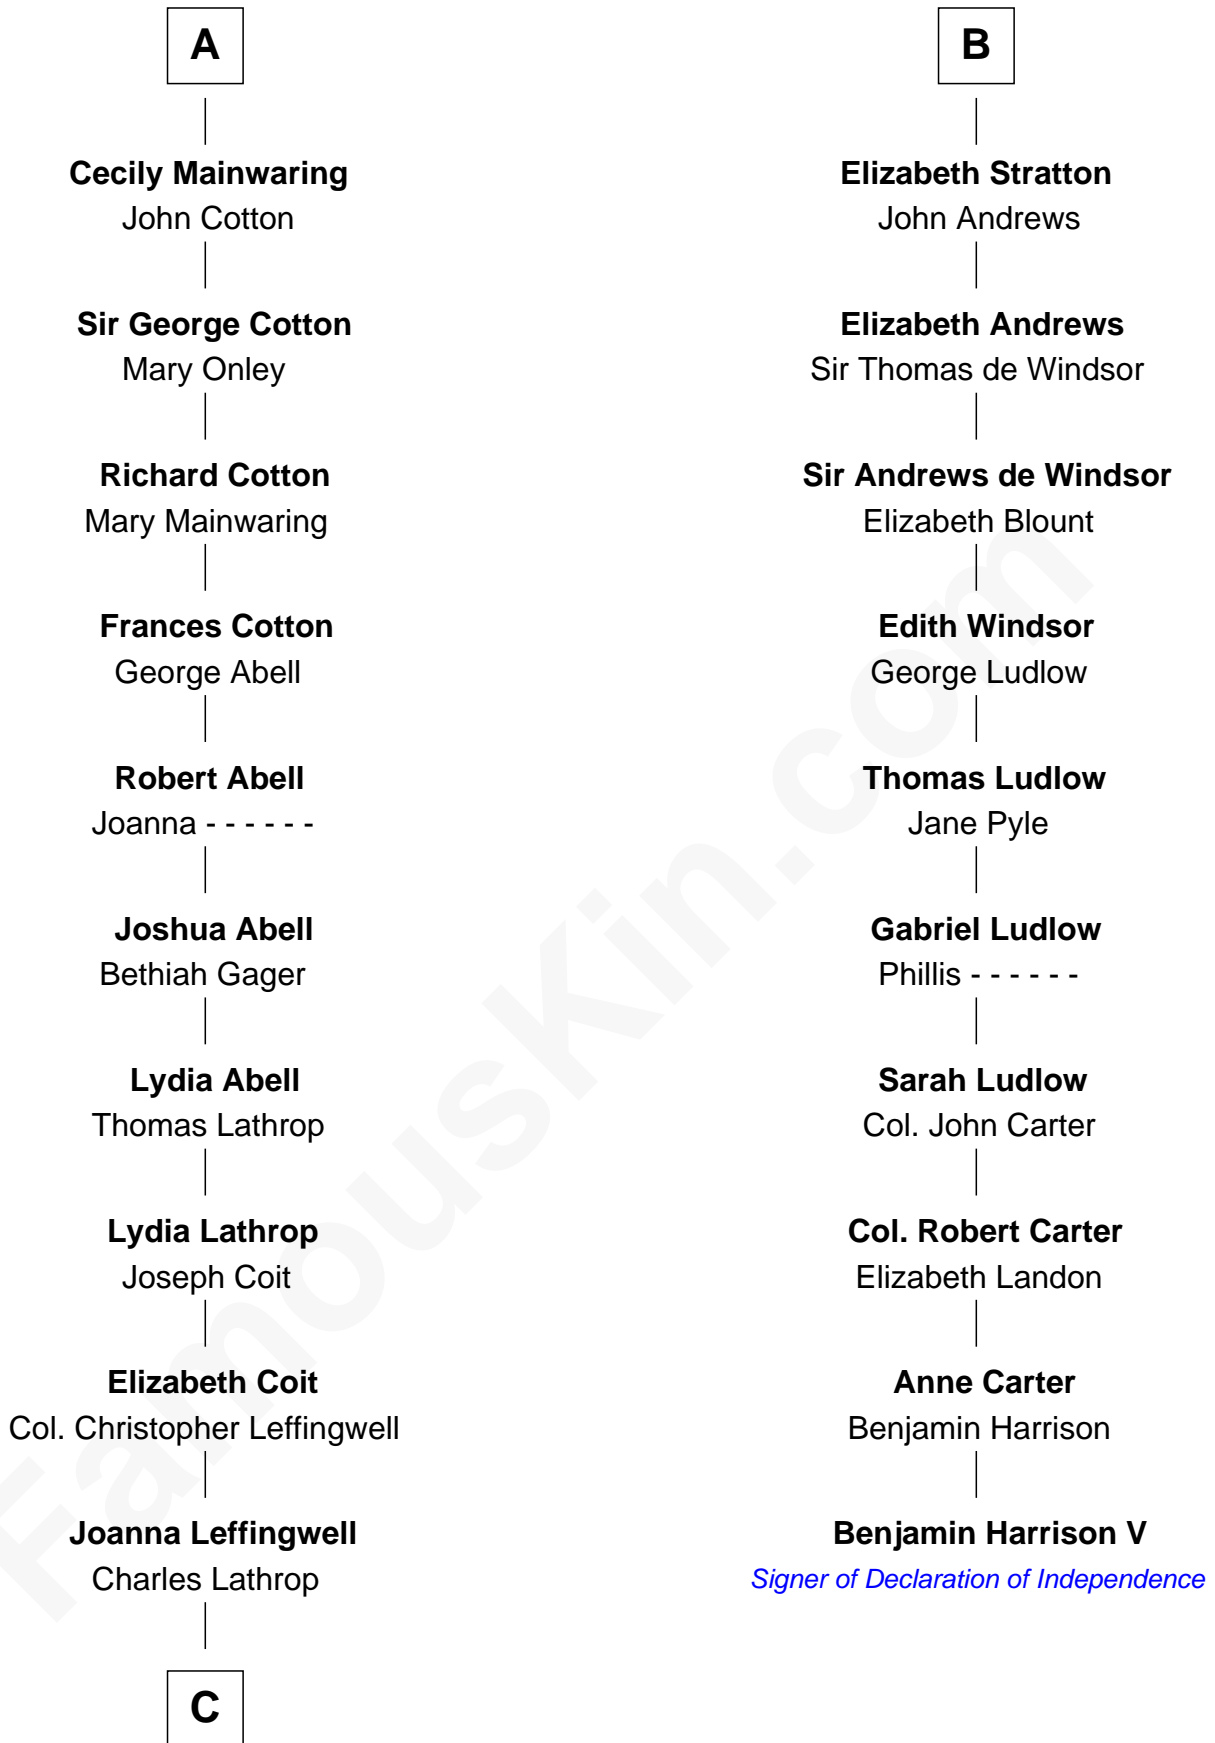 A
Cecily Mainwaring
John Cotton
Sir George Cotton
Mary Onley
Richard Cotton
Mary Mainwaring
Frances Cotton
George Abell
Robert Abell
Joanna - - - - - -
Joshua Abell
Bethiah Gager
Lydia Abell
Thomas Lathrop
Lydia Lathrop
Joseph Coit
Elizabeth Coit
Col. Christopher Leffingwell
Joanna Leffingwell
Charles Lathrop
C
B
Elizabeth Stratton
John Andrews
Elizabeth Andrews
Sir Thomas de Windsor
Sir Andrews de Windsor
Elizabeth Blount
Edith Windsor
George Ludlow
Thomas Ludlow
Jane Pyle
Gabriel Ludlow
Phillis - - - - - -
Sarah Ludlow
Col. John Carter
Col. Robert Carter
Elizabeth Landon
Anne Carter
Benjamin Harrison
Benjamin Harrison V
Signer of Declaration of Independence
FamousKin.com